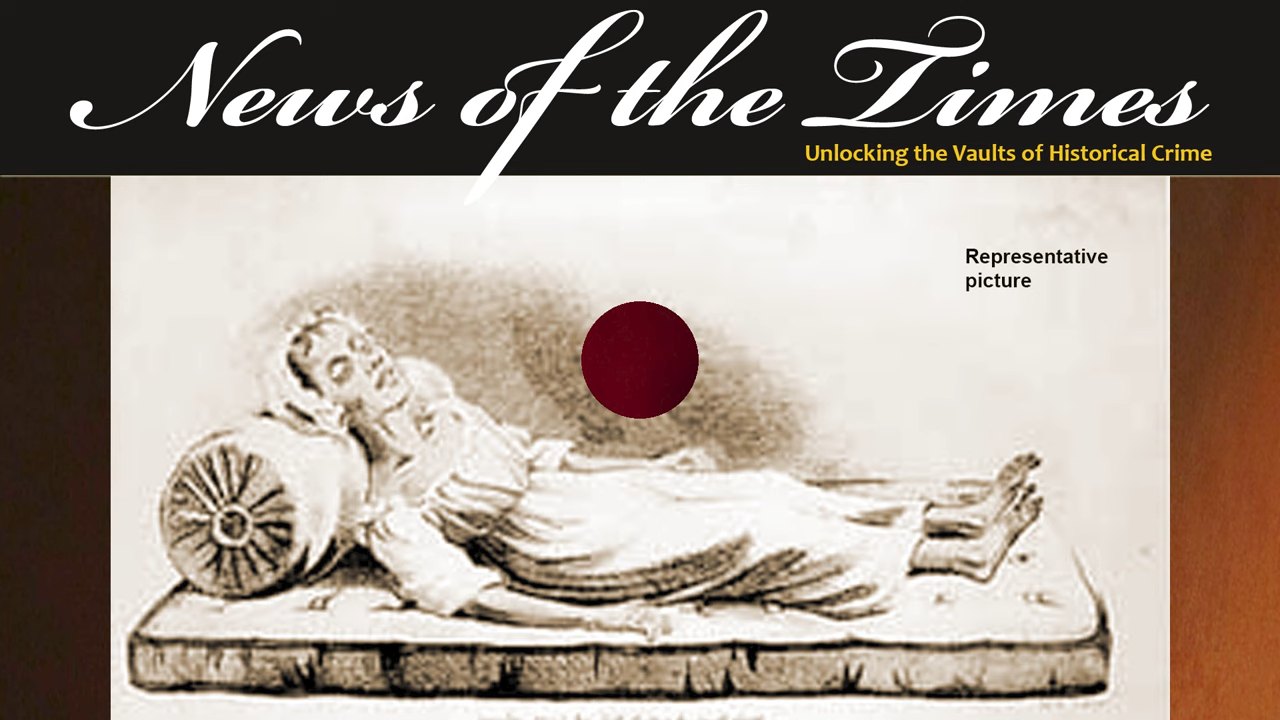 News of the Times
Unlocking the Vaults of Historical Crime
Representative
picture